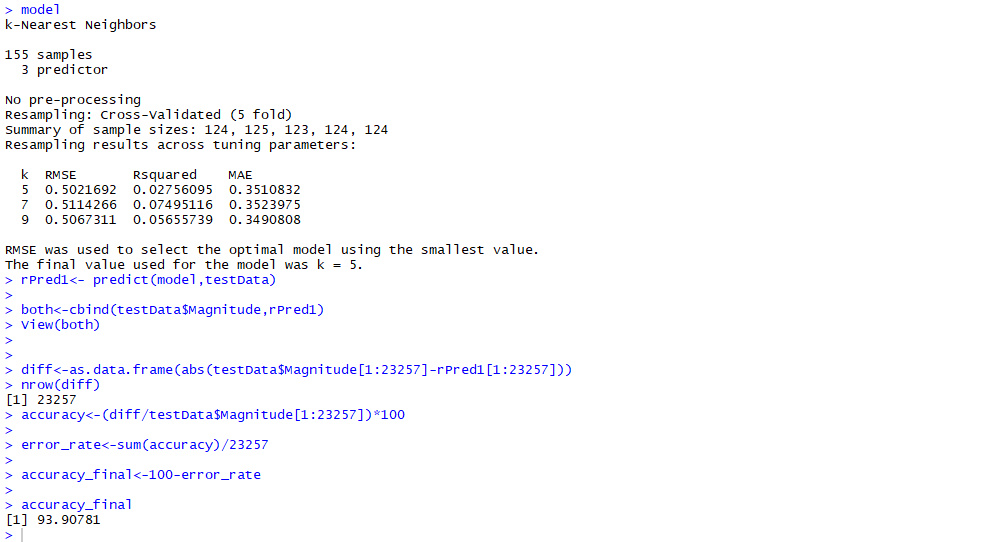 > model
k-Nearest Neighbors
155 samples
  3 predictor
No pre-processing
Resampling: Cross-Validated (5 fold)
Summary of sample sizes: 124, 125, 123, 124, 124
Resampling results across tuning parameters:
  k  RMSE       Rsquared    MAE
  5  0.5021692  0.02756095  0.3510832
  7  0.5114266  0.07495116  0.3523975
  9  0.5067311  0.05655739  0.3490808
RMSE was used to select the optimal model using the smallest value.
The final value used for the model was k = 5.
> rPred1<- predict(model,testData)
>
> both<-cbind(testData$Magnitude,rPred1)
> View(both)
>
>
> diff<-as.data.frame(abs(testData$Magnitude[1:23257]-rPred1[1:23257]))
> nrow(diff)
[1] 23257
> accuracy<-(diff/testData$Magnitude[1:23257])*100
>
> error_rate<-sum(accuracy)/23257
>
> accuracy_final<-100-error_rate
>
> accuracy_final
[1] 93.90781
>